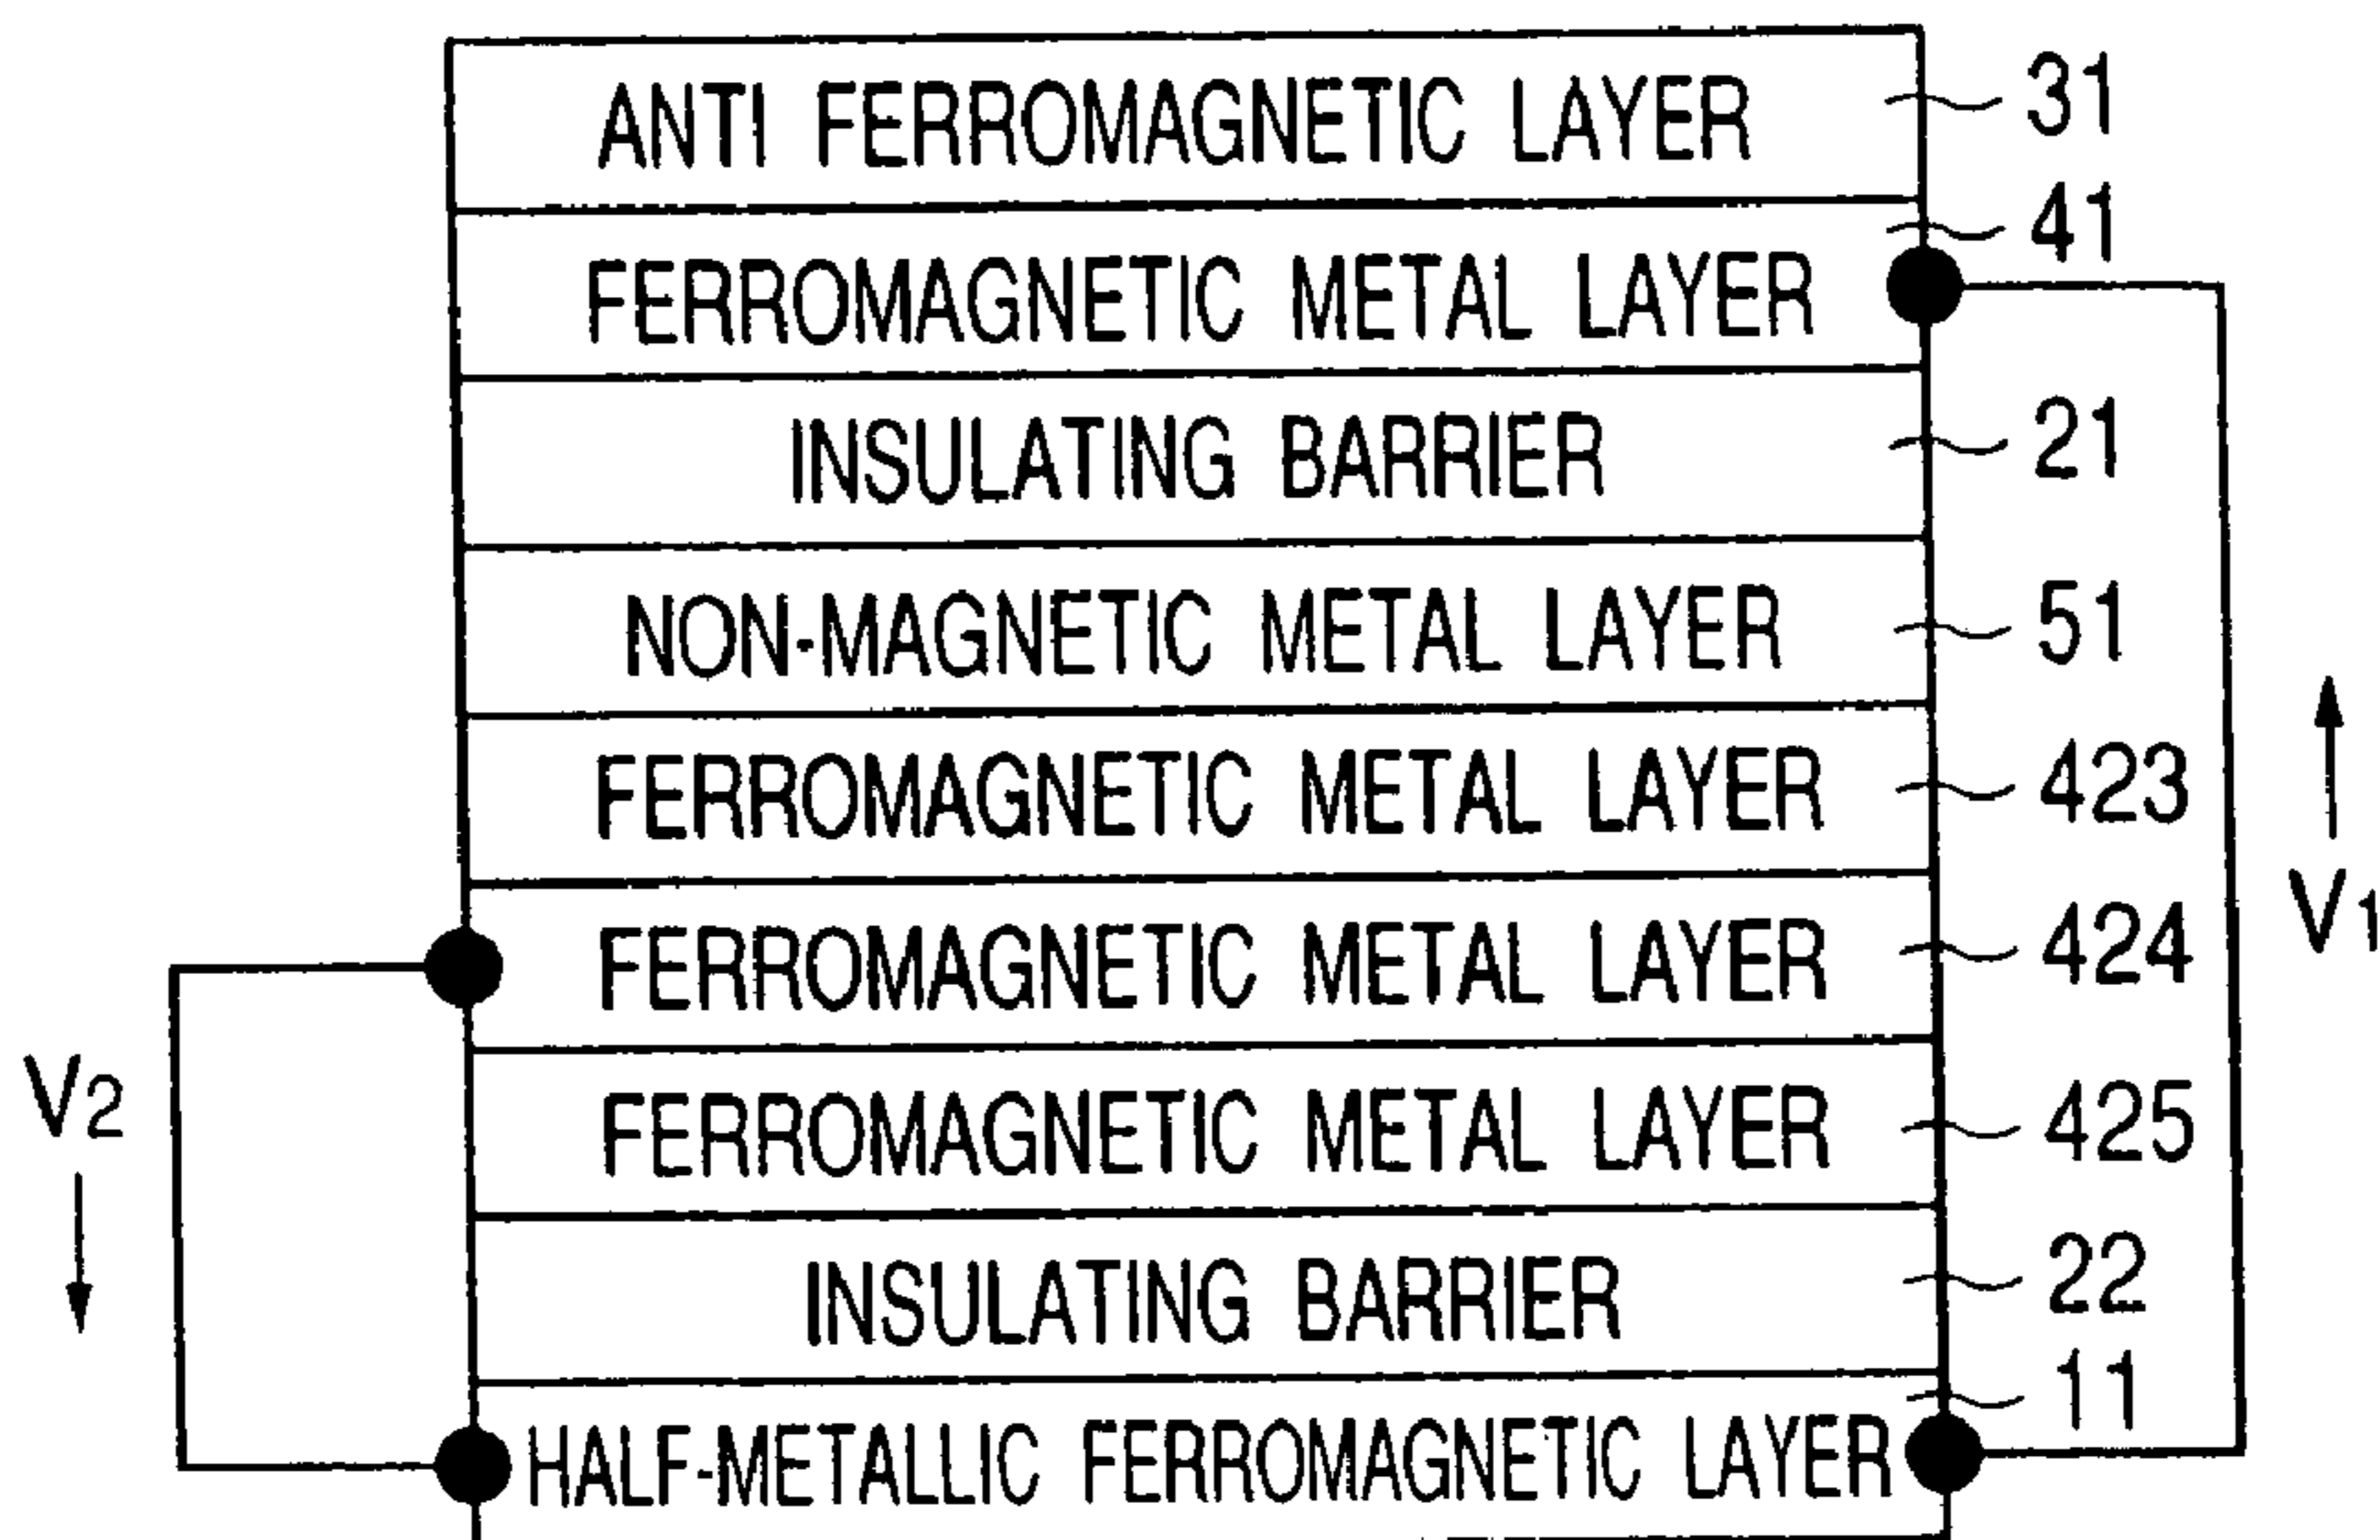 ANTI FERROMAGNETIC LAYER 31
41
FERROMAGNETIC METAL LAYER
INSULATING BARRIER 21
NON-MAGNETIC METAL LAYER 51
FERROMAGNETIC METAL LAYER 423
V1
FERROMAGNETIC METAL LAYER 424
V2
FERROMAGNETIC METAL LAYER 425
INSULATING BARRIER 22
11
HALF-METALLIC FERROMAGNETIC LAYER